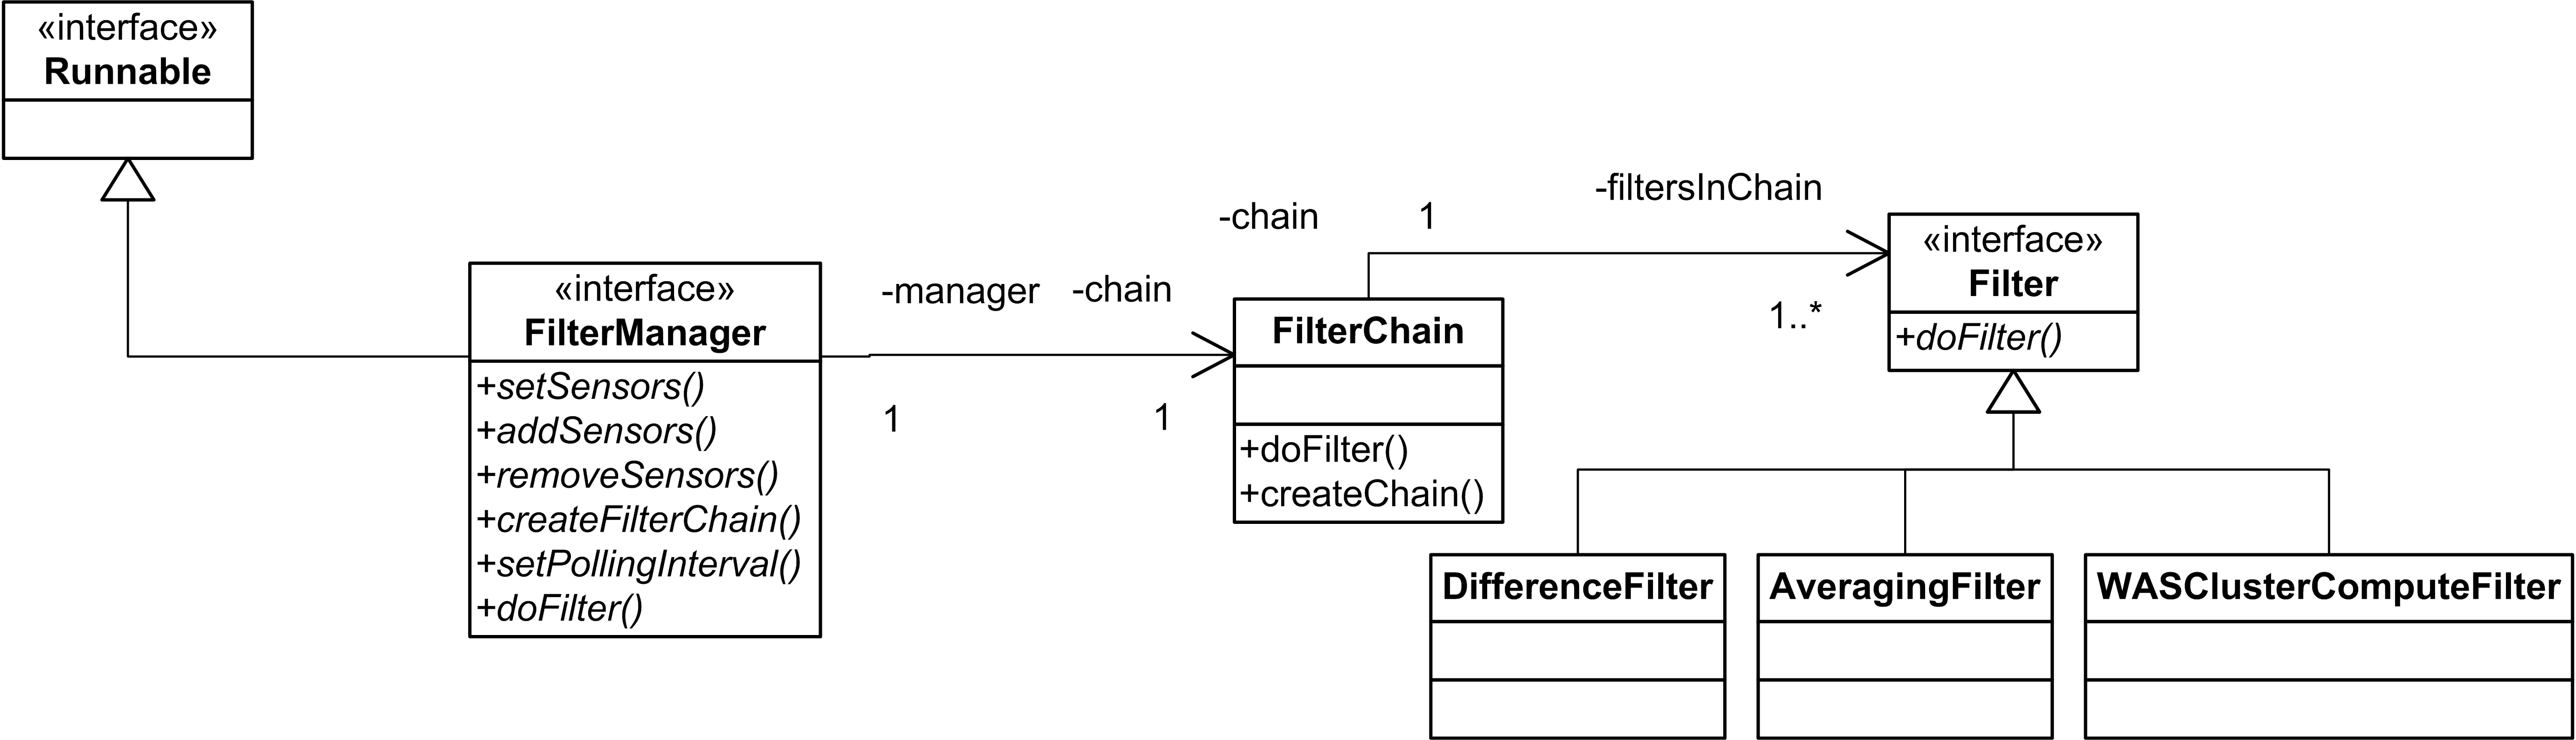 «interface»
Runnable
«interface»
FilterManager
+setSensors()
+addSensors()
+removeSensors()
+createFilterChain()
+setPollingInterval()
+doFilter()
-manager
-chain
1
1
FilterChain
+doFilter()
+createChain()
-chain
1
-filtersInChain
1..*
«interface»
Filter
+doFilter()
DifferenceFilter
AveragingFilter
WASClusterComputeFilter